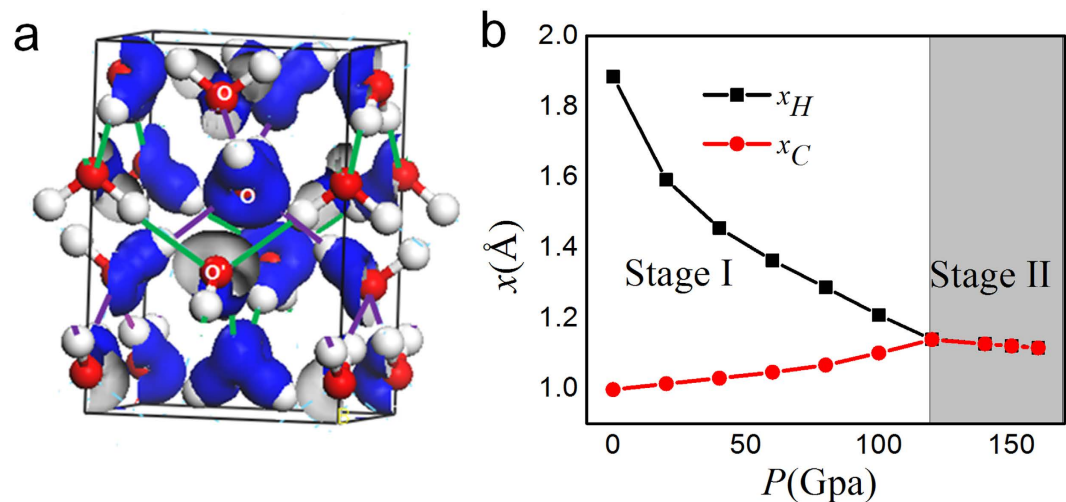 a
O
O
O'
b
2.0
1.8
1.6
1.4
1.2
1.0
x(Å)
x_H
x_C
Stage I
Stage II
0
50
100
150
P(Gpa)